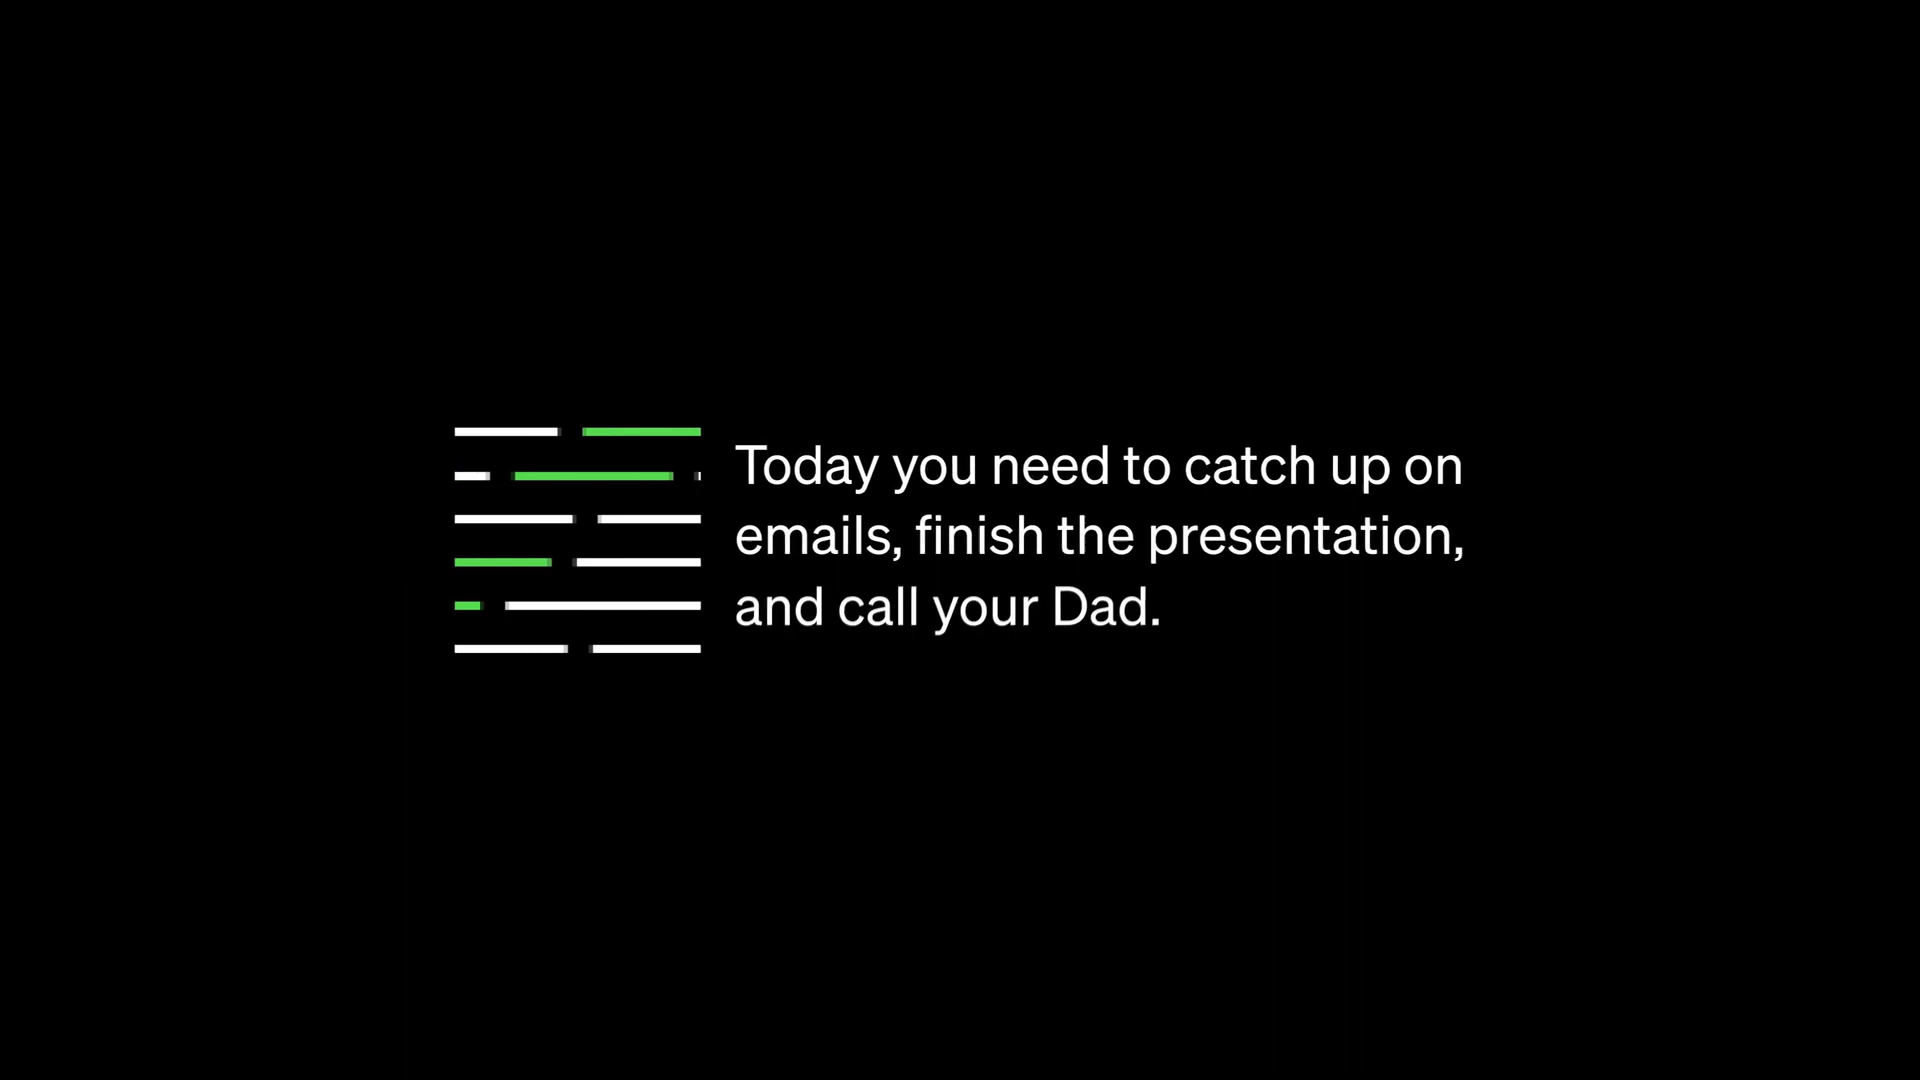 Today you need to catch up on
emails, finish the presentation,
and call your Dad.